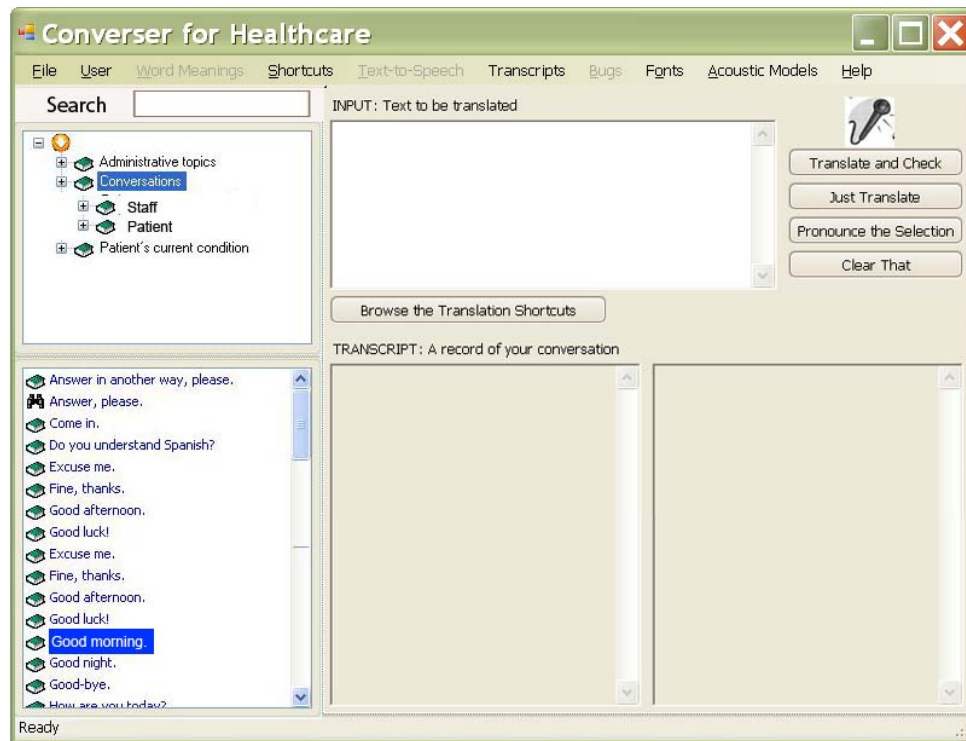 Converser for Healthcare
File User Word Meanings Shortcuts Text-to-Speech Transcripts Bugs Fonts Acoustic Models Help
Search
Administrative topics
Conversations
Staff
Patient
Patient´s current condition
Answer in another way, please.
Answer, please.
Come in.
Do you understand Spanish?
Excuse me.
Fine, thanks.
Good afternoon.
Good luck!
Excuse me.
Fine, thanks.
Good afternoon.
Good luck!
Good morning.
Good night.
Good-bye.
How are you today?
INPUT: Text to be translated
Translate and Check
Just Translate
Pronounce the Selection
Clear That
Browse the Translation Shortcuts
TRANSCRIPT: A record of your conversation
Ready